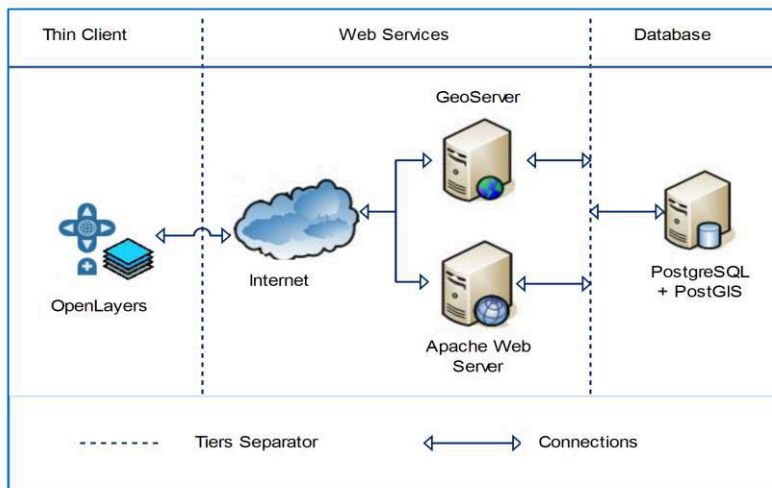 Thin Client
Web Services
Database
GeoServer
Internet
OpenLayers
Apache Web
Server
PostgreSQL
+ PostGIS
Tiers Separator
Connections